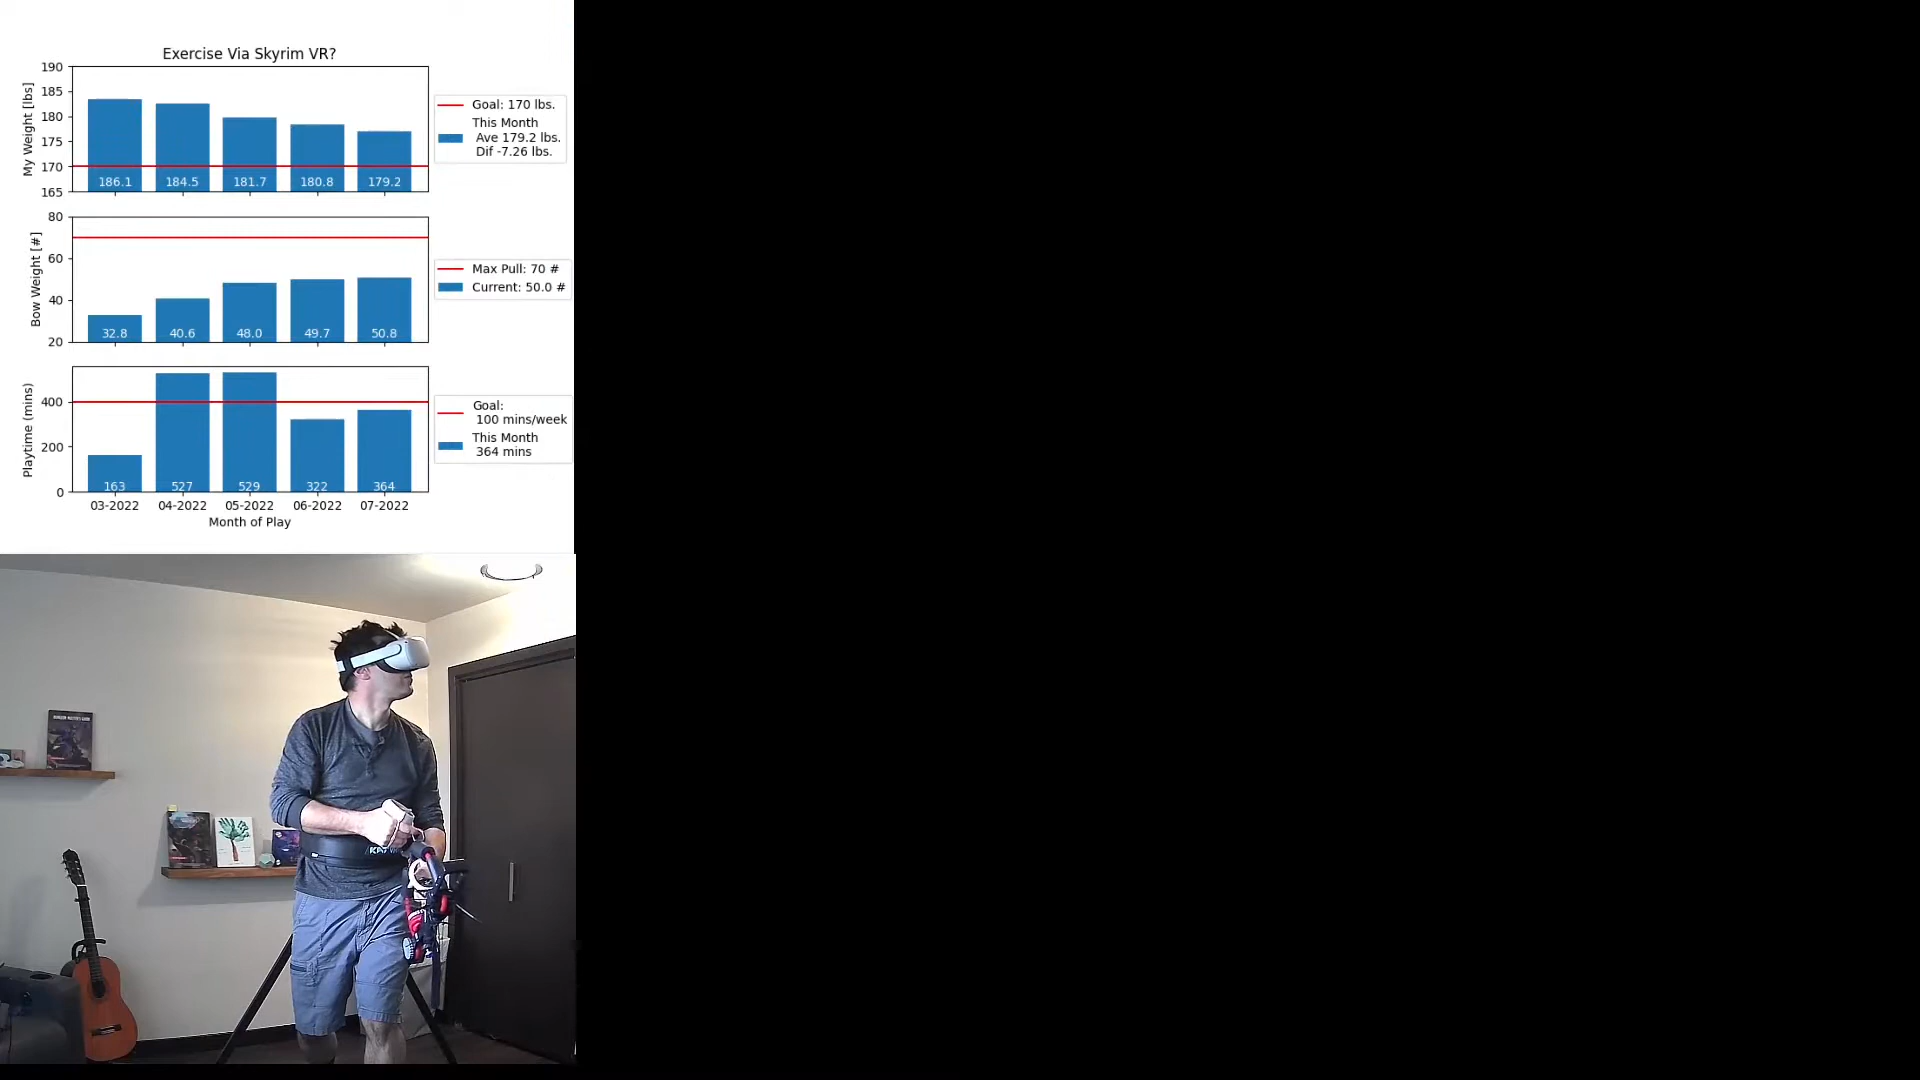 Exercise Via Skyrim VR?
My Weight [lbs]
190
185
180
175
170
165
186.1 184.5 181.7 180.8 179.2
Goal: 170 lbs.
This Month
Ave 179.2 lbs.
Dif -7.26 lbs.
Bow Weight [#]
80
60
40
20
32.8 40.6 48.0 49.7 50.8
Max Pull: 70 #
Current: 50.0 #
Playtime (mins)
400
200
0
163 527 529 322 364
Goal:
100 mins/week
This Month
364 mins
03-2022 04-2022 05-2022 06-2022 07-2022
Month of Play
DUNGEON MASTER'S GUIDE